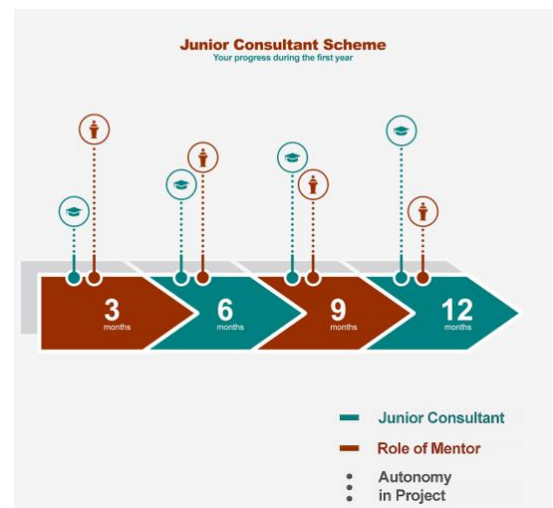 Junior Consultant Scheme
Your progress during the first year
3
months
6
months
9
months
12
months
Junior Consultant
Role of Mentor
Autonomy
in Project